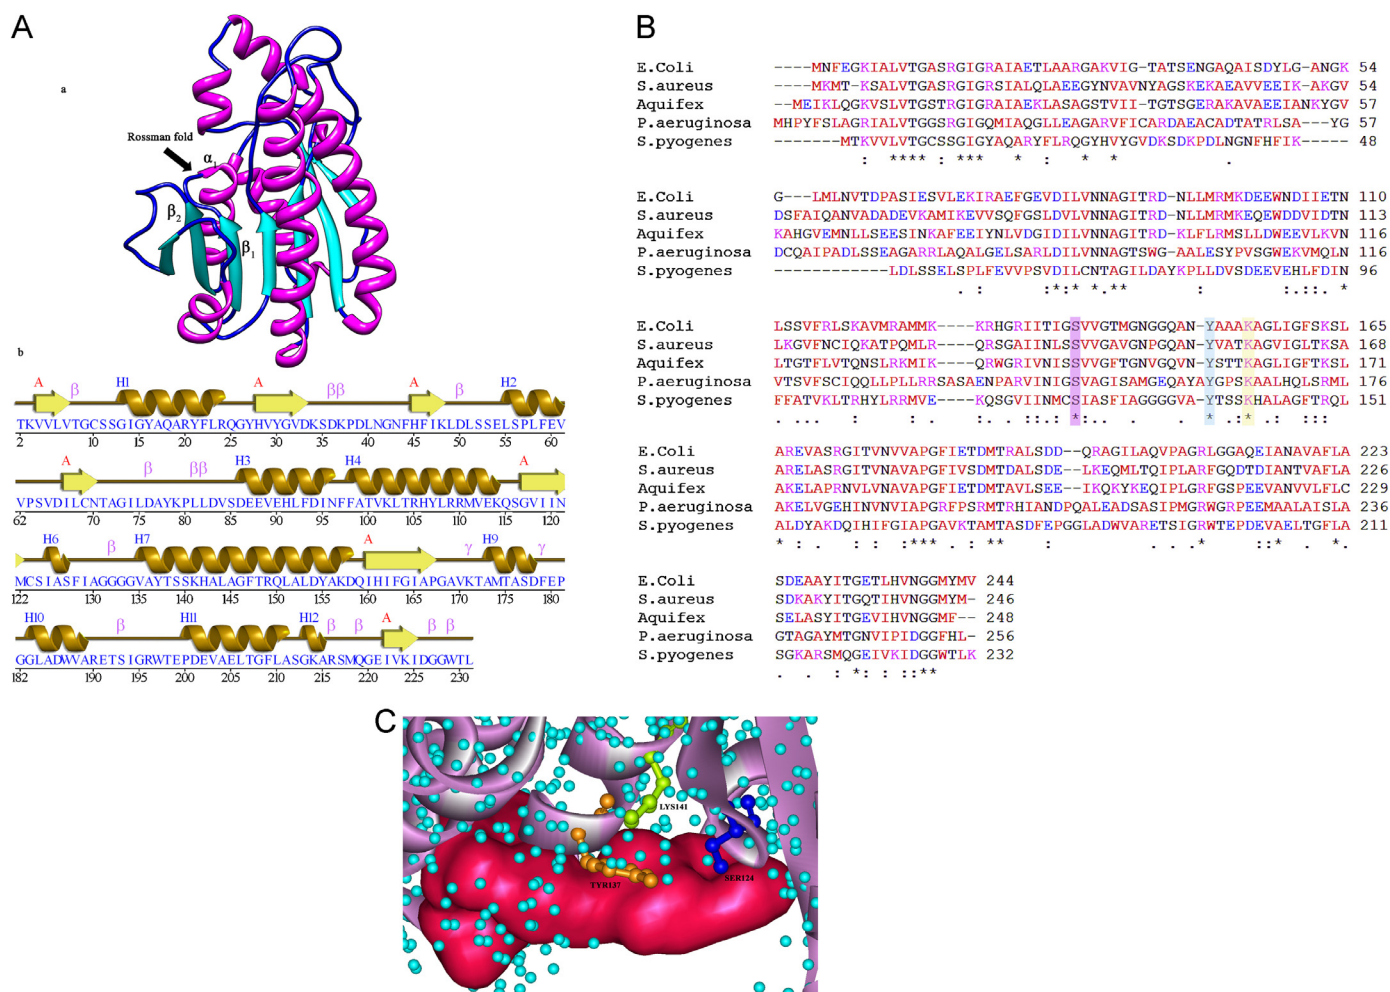 A
B
a
Rossman fold
α1
β2
β1
b
A β H1 A ββ A β H2
TKVVLVTGCSSGIGYAQARYFLRQGYHVYGVDKSDKPDLNGNFHFIKLDLSSELSPLFEV
2 5 10 15 20 25 30 35 40 45 50 55 60
A β ββ H3 H4 A
VPSVDILCNTAGILDAYKPLLDVSDEEVEHLFDINFFATVKLTRHYLRRMVEKQSGVIIN
62 70 75 80 85 90 95 100 105 110 115 120
H6 β H7 A γ H9 γ
MCSIASFIAGGGGVAYTSSKHALAGFTRQLALDYAKDQIHIFGIAPGAVKTAMTASDFEP
122 130 135 140 145 150 155 160 165 170 175 181
H10 β H11 H12 β β A β β
GGLADWVARETSIGRWTEPDEVAELTGFLASGKARSMQGEIVKIDGGWTL
182 190 195 200 205 210 215 220 225 231
E.Coli ----MNFEGKIALVTGASRGIGRAIAETLAARGAKVIG-TATSENGAQAISDYLG-ANGK 54
S.aureus ---MKMT-KSALVTGASRGIGRSIALQLAEEGYNVAVNYAGSKEKAEAVVEEIK-AKGV 54
Aquifex --MEIKLQGKVSLVTGSTRGIGRAIAEKLASAGSTVII-TGTSGERAKAVAEEIANKYGV 57
P.aeruginosa MHPYFSLAGRIALVTGGSRGIGQMIAQGLLEAGARVFICARDAEACADTATRLSA---YG 57
S.pyogenes ------MTKVVLVTGCSSGIGYAQARYFLRQGYHVYGVDKSDKPDLNGNFHFIK 48
: **** *** * : * * .
E.Coli G---LMLNVTDPASIESVLEKIRAEFGEVDILVNNAGITRD-NLLMRMKDEEWNDIIETN 110
S.aureus DSFAIQANVADADEVKAMIKEVVSQFGSLDVLVNNAGITRD-NLLMRMKEQEWDDVIDTN 113
Aquifex KAHGVEMNLLSEESINKAFEEIYNLVDGIDILVNNAGITRD-KLFLRMSLLDWEEVLKVN 116
P.aeruginosa DCQAIPADLSSEAGARRLAQALGELSARLDILVNNAGTSWG-AALESYPVSGWEKVMQLN 116
S.pyogenes ------------LDLSSELSPLFEVVPSVDILCNTAGILDAYKPLLDVSDEEVEHLFDIN 96
. : :** * *.** : :.::. *
E.Coli LSSVFRLSKAVMRAMMK----KRHGRIITIGSVVGTMGNGGQAN-YAAAKAGLIGFSKSL 165
S.aureus LKGVFNCIQKATPQMLR----QRSGAIINLSSVVGAVGNPGQAN-YVATKAGVIGLTKSA 168
Aquifex LTGTFLVTQNSLRKMIK----QRWGRIVNISSVVGFTGNVGQVN-YSTTKAGLIGFTKSL 171
P.aeruginosa VTSVFSCIQQLLPLLRRSASAENPARVINIGSVAGISAMGEQAYAYGPSKAALHQLSRML 176
S.pyogenes FFATVKLTRHYLRRMVE----KQSGVIINMCSIASFIAGGGGVA-YTSSKHALAGFTRQL 151
. .. : : . . :: * . . * * . ::
E.Coli AREVASRGITVNVVAPGFIETDMTRALSDD--QRAGILAQVPAGRLGGAQEIANAVAFLA 223
S.aureus ARELASRGITVNAVAPGFIVSDMTDALSDE--LKEQMLTQIPLARFGQDTDIANTVAFLA 226
Aquifex AKELAPRNVLVNAVAPGFIETDMTAVLSEE--IKQKYKEQIPLGRFGSPEEVANVVLFLC 229
P.aeruginosa AKELVGEHINVNVIAPGRFPSRMTRHIANDPQALEADSASIPMGRWGRPEEMAALAISLA 236
S.pyogenes ALDYAKDQIHIFGIAPGAVKTAMTASDFEPGGLADWVARETSIGRWTEPDEVAELTGFLA 211
* : . : : :*** . : ** . .* ::* *.
E.Coli SDEAAYITGETLHVNGGMYMV 244
S.aureus SDKAKYITGQTIHVNGGMYM- 246
Aquifex SELASYITGETIHVNGGMF-- 248
P.aeruginosa GTAGAYMTGNVIPIDGGFHL- 256
S.pyogenes SGKARSMQGEIVKIDGGWTLK 232
. . : *: : ::**
C
LYS141
TYR137
SER124